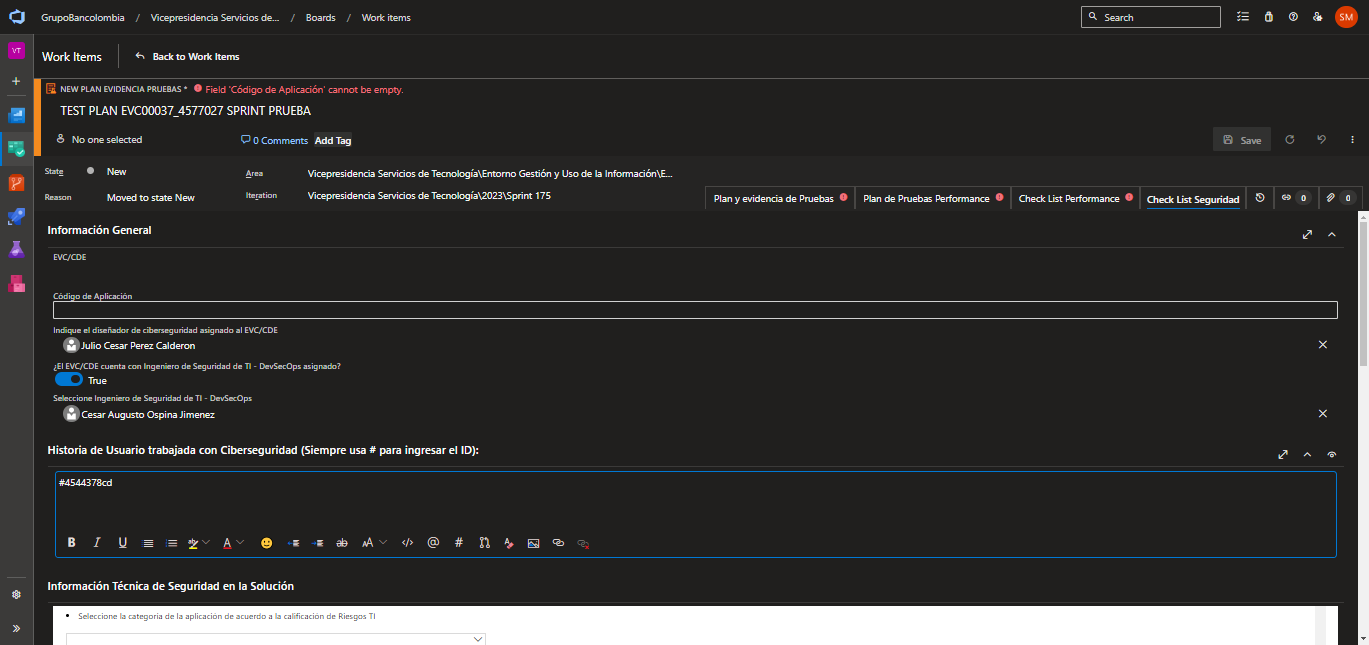 GrupoBancolombia / Vicepresidencia Servicios de... / Boards / Work items
Search
SM
VT
Work Items
Back to Work Items
NEW PLAN EVIDENCIA PRUEBAS * Field 'Código de Aplicación' cannot be empty.
TEST PLAN EVC00037_4577027 SPRINT PRUEBA
No one selected
0 Comments
Add Tag
Save
State
New
Area
Vicepresidencia Servicios de Tecnología\Entorno Gestión y Uso de la Información\E...
Reason
Moved to state New
Iteration
Vicepresidencia Servicios de Tecnología\2023\Sprint 175
Plan y evidencia de Pruebas
Plan de Pruebas Performance
Check List Performance
Check List Seguridad
0
0
Información General
EVC/CDE
Código de Aplicación
Indique el diseñador de ciberseguridad asignado al EVC/CDE
Julio Cesar Perez Calderon
¿El EVC/CDE cuenta con Ingeniero de Seguridad de TI - DevSecOps asignado?
True
Seleccione Ingeniero de Seguridad de TI - DevSecOps
Cesar Augusto Ospina Jimenez
Historia de Usuario trabajada con Ciberseguridad (Siempre usa # para ingresar el ID):
#4544378cd
B I U ab A ab AA </> @ #
Información Técnica de Seguridad en la Solución
• Seleccione la categoría de la aplicación de acuerdo a la calificación de Riesgos TI